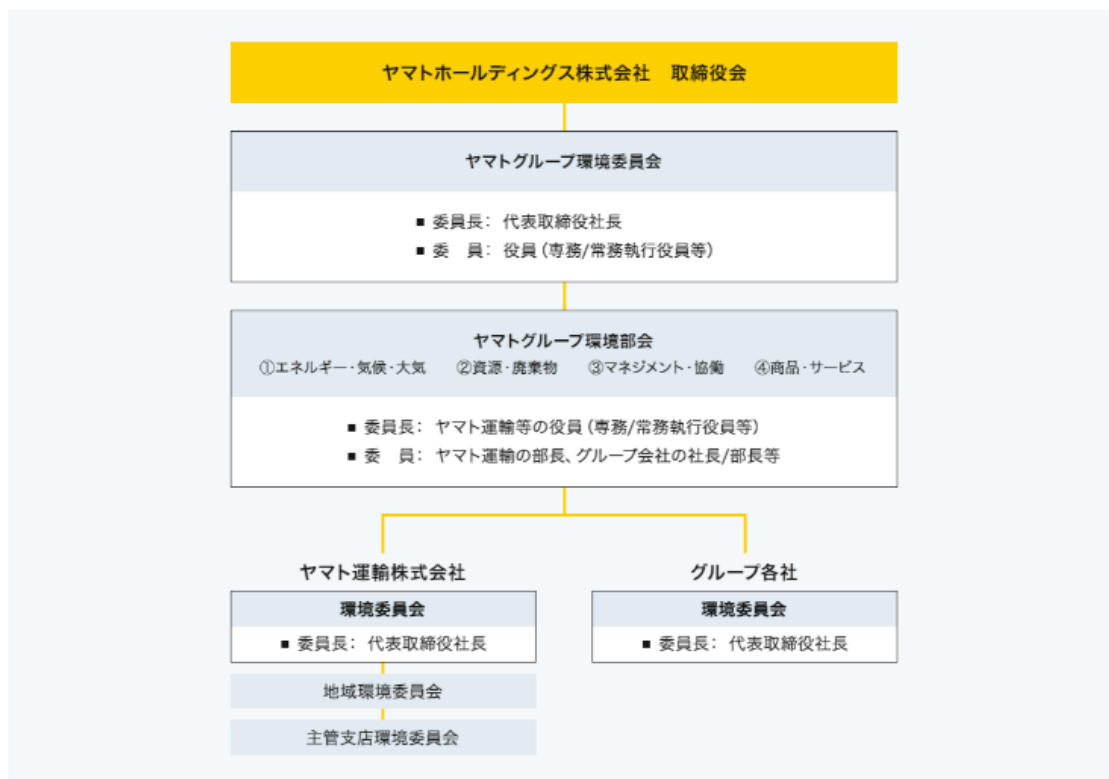 ヤマトホールディングス株式会社　取締役会
ヤマトグループ環境委員会
■ 委員長： 代表取締役社長
■ 委　員： 役員（専務/常務執行役員等）
ヤマトグループ環境部会
①エネルギー・気候・大気　②資源・廃棄物　③マネジメント・協働　④商品・サービス
■ 委員長： ヤマト運輸等の役員（専務/常務執行役員等）
■ 委　員： ヤマト運輸の部長、グループ会社の社長/部長等
ヤマト運輸株式会社
環境委員会
■ 委員長： 代表取締役社長
地域環境委員会
主管支店環境委員会
グループ各社
環境委員会
■ 委員長： 代表取締役社長